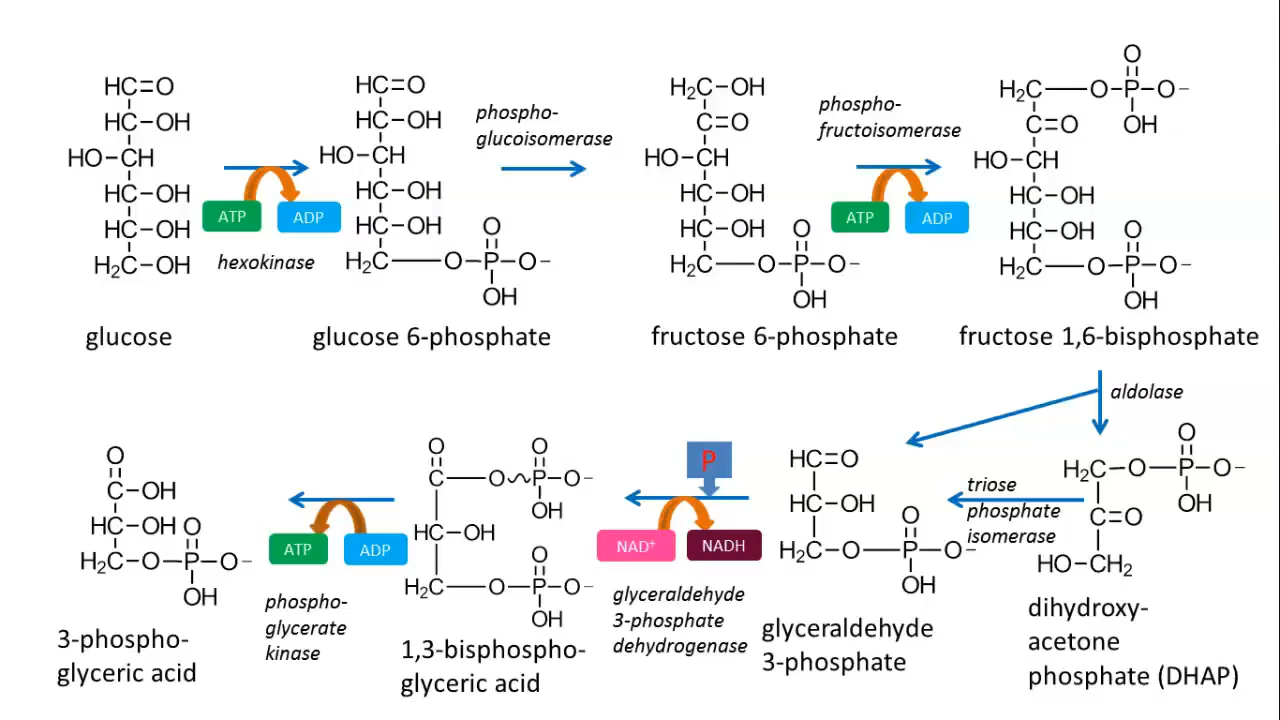 HC=O
HC–OH
HO–CH
HC–OH
HC–OH
H₂C–OH
glucose
ATP
ADP
hexokinase
HC=O
HC–OH
HO–CH
HC–OH
HC–OH
O
H₂C—O–P–O–
OH
glucose 6-phosphate
phospho-
glucoisomerase
H₂C–OH
C=O
HO–CH
HC–OH
HC–OH
O
H₂C—O–P–O–
OH
fructose 6-phosphate
phospho-
fructoisomerase
ATP
ADP
O
H₂C—O–P–O–
C=O
OH
HO–CH
HC–OH
HC–OH
O
H₂C—O–P–O–
OH
fructose 1,6-bisphosphate
aldolase
O
H₂C–O—P–O–
OH
C=O
HO–CH₂
dihydroxy-
acetone
phosphate (DHAP)
triose
phosphate
isomerase
HC=O
HC–OH
O
H₂C–O—P–O–
OH
glyceraldehyde
3-phosphate
P
NAD⁺
NADH
glyceraldehyde
3-phosphate
dehydrogenase
O
O
C—O~P–O–
OH
HC–OH
O
H₂C—O–P–O–
OH
1,3-bisphospho-
glyceric acid
ATP
ADP
phospho-
glycerate
kinase
O
C–OH
HC–OH
O
H₂C–O–P–O–
OH
3-phospho-
glyceric acid